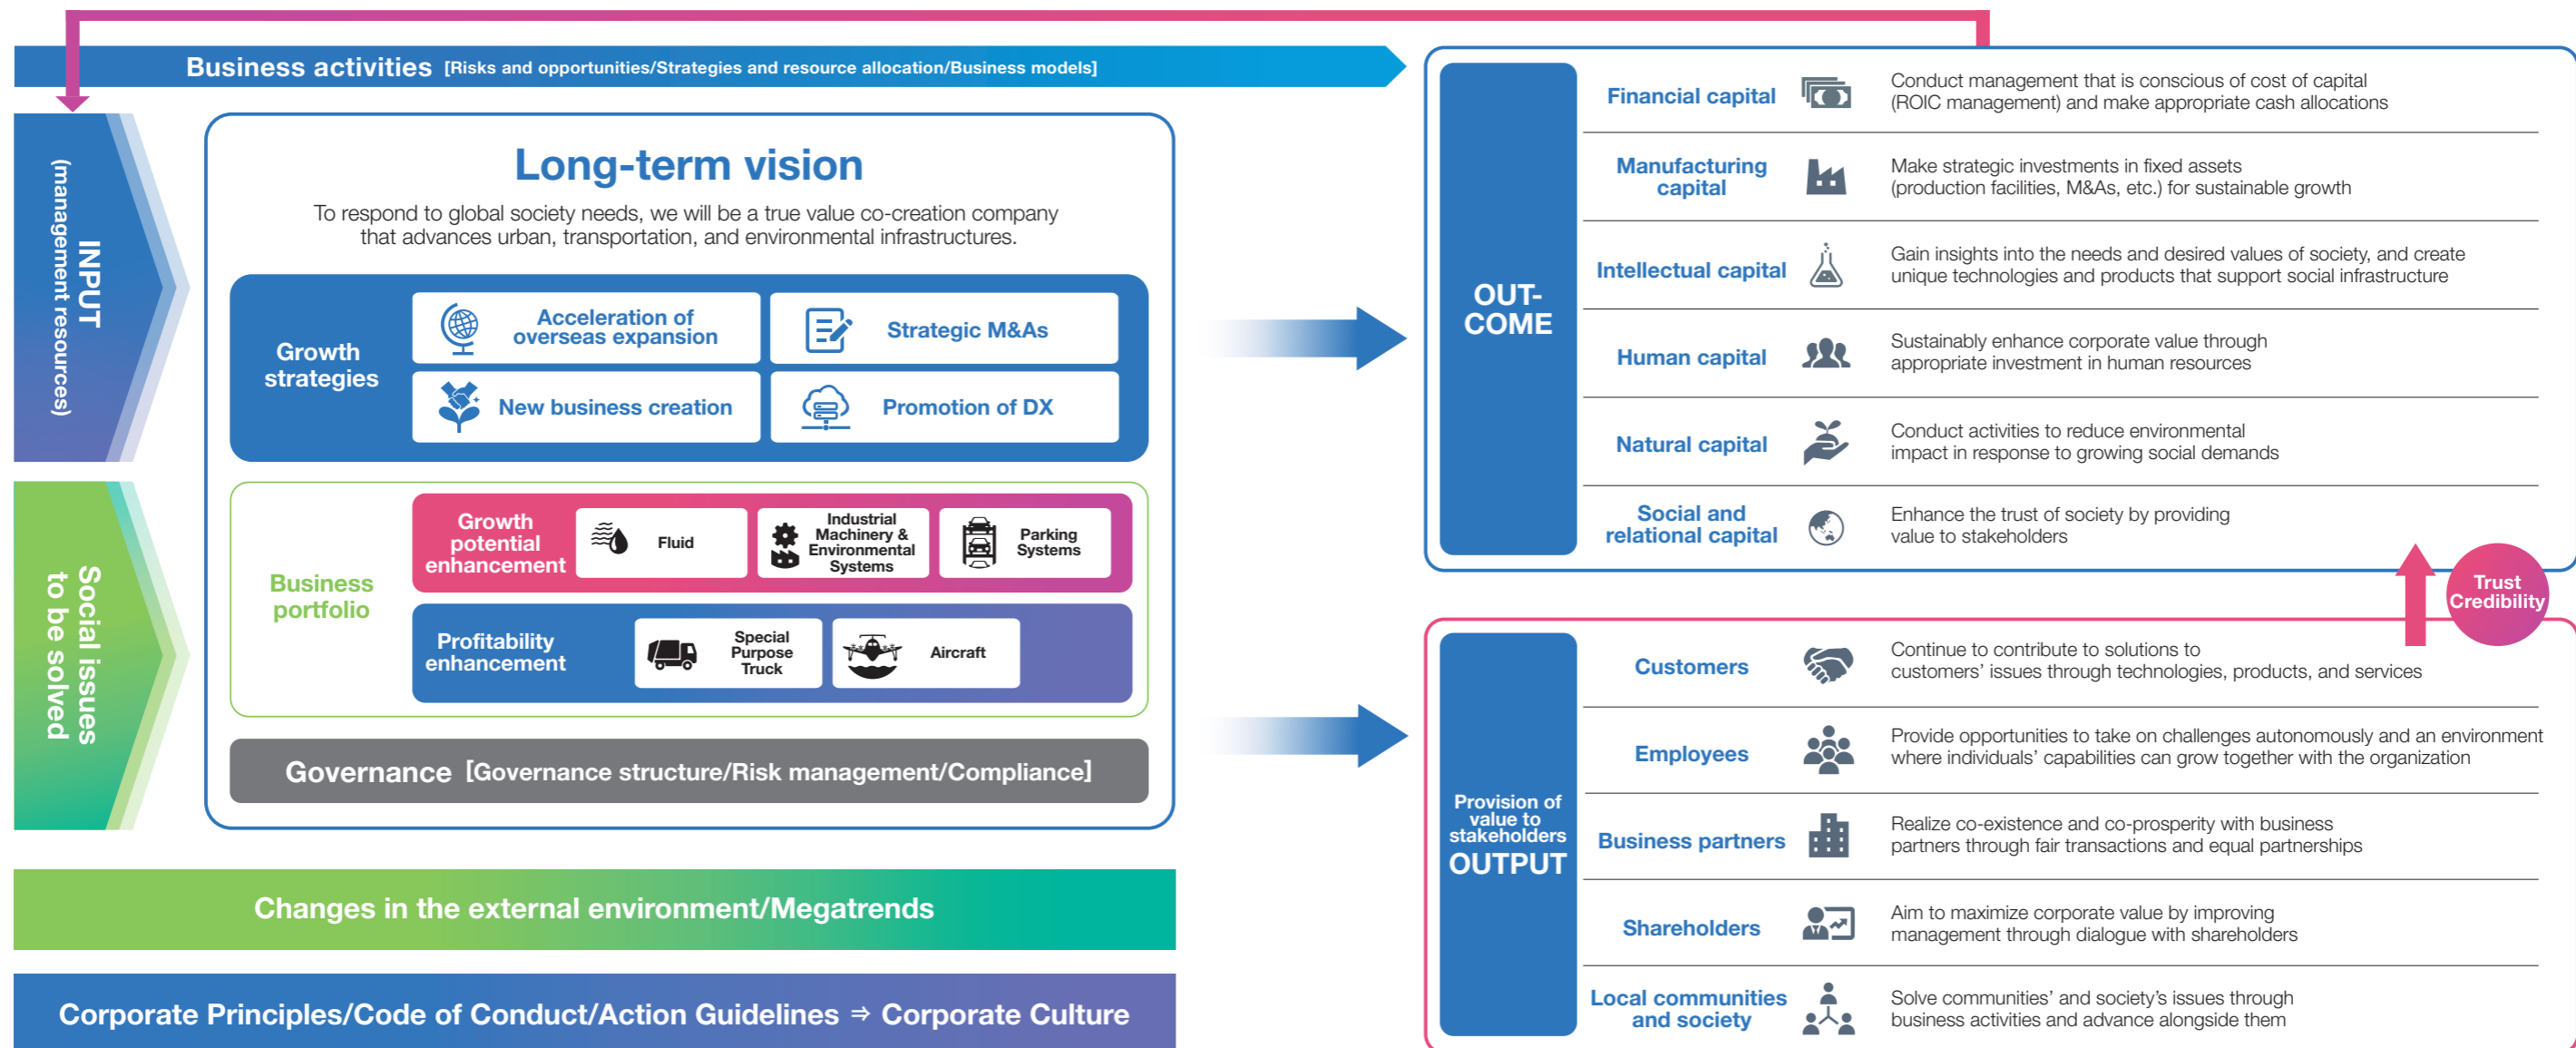 Business activities [Risks and opportunities/Strategies and resource allocation/Business models]
INPUT
(management resources)
Social issues
to be solved
Long-term vision
To respond to global society needs, we will be a true value co-creation company
that advances urban, transportation, and environmental infrastructures.
Growth
strategies
Acceleration of
overseas expansion
Strategic M&As
New business creation
Promotion of DX
Business
portfolio
Growth
potential
enhancement
Fluid
Industrial
Machinery &
Environmental
Systems
Parking
Systems
Profitability
enhancement
Special
Purpose
Truck
Aircraft
Governance [Governance structure/Risk management/Compliance]
Changes in the external environment/Megatrends
Corporate Principles/Code of Conduct/Action Guidelines ⇒ Corporate Culture
OUT-
COME
Financial capital
Conduct management that is conscious of cost of capital
(ROIC management) and make appropriate cash allocations
Manufacturing
capital
Make strategic investments in fixed assets
(production facilities, M&As, etc.) for sustainable growth
Intellectual capital
Gain insights into the needs and desired values of society, and create
unique technologies and products that support social infrastructure
Human capital
Sustainably enhance corporate value through
appropriate investment in human resources
Natural capital
Conduct activities to reduce environmental
impact in response to growing social demands
Social and
relational capital
Enhance the trust of society by providing
value to stakeholders
Trust
Credibility
Provision of
value to
stakeholders
OUTPUT
Customers
Continue to contribute to solutions to
customers' issues through technologies, products, and services
Employees
Provide opportunities to take on challenges autonomously and an environment
where individuals' capabilities can grow together with the organization
Business partners
Realize co-existence and co-prosperity with business
partners through fair transactions and equal partnerships
Shareholders
Aim to maximize corporate value by improving
management through dialogue with shareholders
Local communities
and society
Solve communities' and society's issues through
business activities and advance alongside them